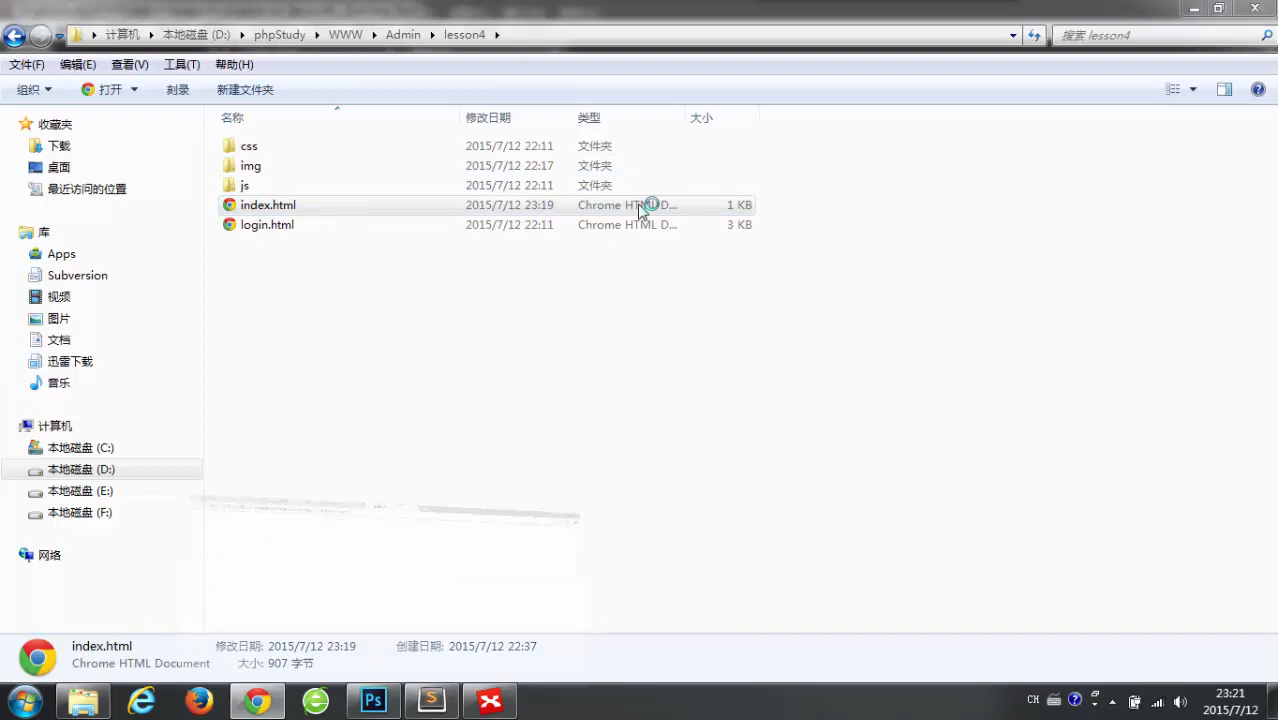 计算机 本地磁盘 (D:) phpStudy WWW Admin lesson4
搜索 lesson4
文件(F) 编辑(E) 查看(V) 工具(T) 帮助(H)
组织 打开 刻录 新建文件夹
名称 修改日期 类型 大小
css 2015/7/12 22:11 文件夹
img 2015/7/12 22:17 文件夹
js 2015/7/12 22:11 文件夹
index.html 2015/7/12 23:19 Chrome HTML D... 1 KB
login.html 2015/7/12 22:11 Chrome HTML D... 3 KB
收藏夹
下载
桌面
最近访问的位置
库
Apps
Subversion
视频
图片
文档
迅雷下载
音乐
计算机
本地磁盘 (C:)
本地磁盘 (D:)
本地磁盘 (E:)
本地磁盘 (F:)
网络
index.html 修改日期: 2015/7/12 23:19 创建日期: 2015/7/12 22:37
Chrome HTML Document 大小: 907 字节
Ps
S
CH
23:21
2015/7/12